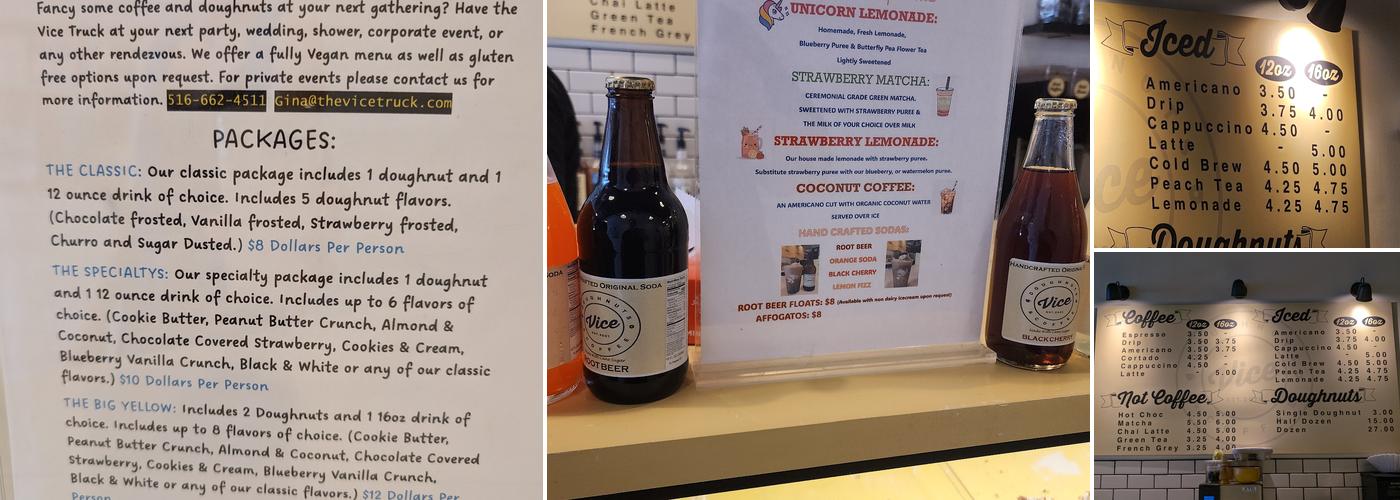 Fancy some coffee and doughnuts at your next gathering? Have the
Vice Truck at your next party, wedding, shower, corporate event, or
any other rendezvous. We offer a fully Vegan menu as well as gluten
free options upon request. For private events please contact us for
more information. 516-662-4511 Gina@thevicetruck.com
PACKAGES:
THE CLASSIC: Our classic package includes 1 doughnut and 1
12 ounce drink of choice. Includes 5 doughnut flavors.
(Chocolate frosted, Vanilla frosted, Strawberry frosted,
Churro and Sugar Dusted.) $8 Dollars Per Person
THE SPECIALTYS: Our specialty package includes 1 doughnut
and 1 12 ounce drink of choice. Includes up to 6 flavors of
choice. (Cookie Butter, Peanut Butter Crunch, Almond &
Coconut, Chocolate Covered Strawberry, Cookies & Cream,
Blueberry Vanilla Crunch, Black & White or any of our classic
flavors.) $10 Dollars Per Person
THE BIG YELLOW: Includes 2 Doughnuts and 1 16oz drink of
choice. Includes up to 8 flavors of choice. (Cookie Butter,
Peanut Butter Crunch, Almond & Coconut, Chocolate Covered
Strawberry, Cookies & Cream, Blueberry Vanilla Crunch,
Black & White or any of our classic flavors.) $12 Dollars Per
Person
Chai Latte
Green Tea
French Grey
UNICORN LEMONADE:
Homemade, Fresh Lemonade,
Blueberry Puree & Butterfly Pea Flower Tea
Lightly Sweetened
STRAWBERRY MATCHA:
CEREMONIAL GRADE GREEN MATCHA.
SWEETENED WITH STRAWBERRY PUREE &
THE MILK OF YOUR CHOICE OVER MILK
STRAWBERRY LEMONADE:
Our house made lemonade with strawberry puree.
Substitute strawberry puree with our blueberry, or watermelon puree.
COCONUT COFFEE:
AN AMERICANO CUT WITH ORGANIC COCONUT WATER
SERVED OVER ICE
HAND CRAFTED SODAS:
ROOT BEER
ORANGE SODA
BLACK CHERRY
LEMON FIZZ
ROOT BEER FLOATS: $8 (Available with non dairy icecream upon request)
AFFOGATOS: $8
CRAFTED ORIGINAL SODA
DOUGHNUTS
Vice
COFFEE
ROOT BEER
HANDCRAFTED ORIGINAL
DOUGHNUTS
Vice
COFFEE
BLACK CHERRY
Iced
12oz 16oz
Americano 3.50 -
Drip 3.75 4.00
Cappuccino 4.50 -
Latte - 5.00
Cold Brew 4.50 5.00
Peach Tea 4.25 4.75
Lemonade 4.25 4.75
Doughnuts
Coffee 12oz 16oz
Espresso 3.50 -
Drip 3.50 3.75
Americano 3.50 3.75
Cortado 4.25 -
Cappuccino 4.50 -
Latte - 5.00
Not Coffee
Hot Choc 4.50 5.00
Matcha 5.50 6.00
Chai Latte 4.50 5.00
Green Tea 3.25 4.00
French Grey 3.25 4.00
Iced 12oz 16oz
Americano 3.50 -
Drip 3.75 4.00
Cappuccino 4.50 -
Latte - 5.00
Cold Brew 4.50 5.00
Peach Tea 4.25 4.75
Lemonade 4.25 4.75
Doughnuts
Single Doughnut 3.00
Half Dozen 15.00
Dozen 27.00